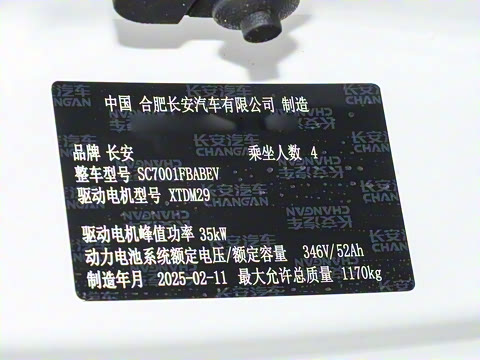 中国 合肥长安汽车有限公司 制造
品牌 长安 乘坐人数 4
整车型号 SC7001FBABEV
驱动电机型号 XTDM29
驱动电机峰值功率 35kW
动力电池系统额定电压/额定容量 346V/52Ah
制造年月 2025-02-11 最大允许总质量 1170kg